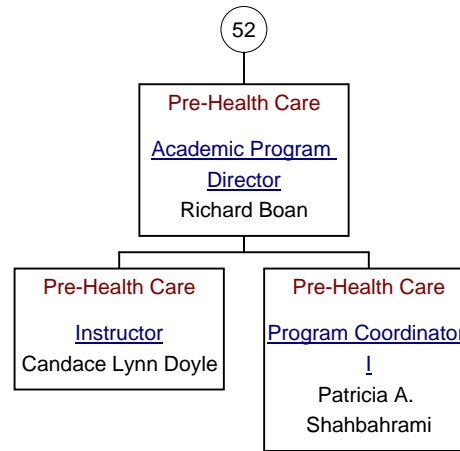 52
Pre-Health Care
Academic Program
Director
Richard Boan
Pre-Health Care
Instructor
Candace Lynn Doyle
Pre-Health Care
Program Coordinator
I
Patricia A.
Shahbahrami